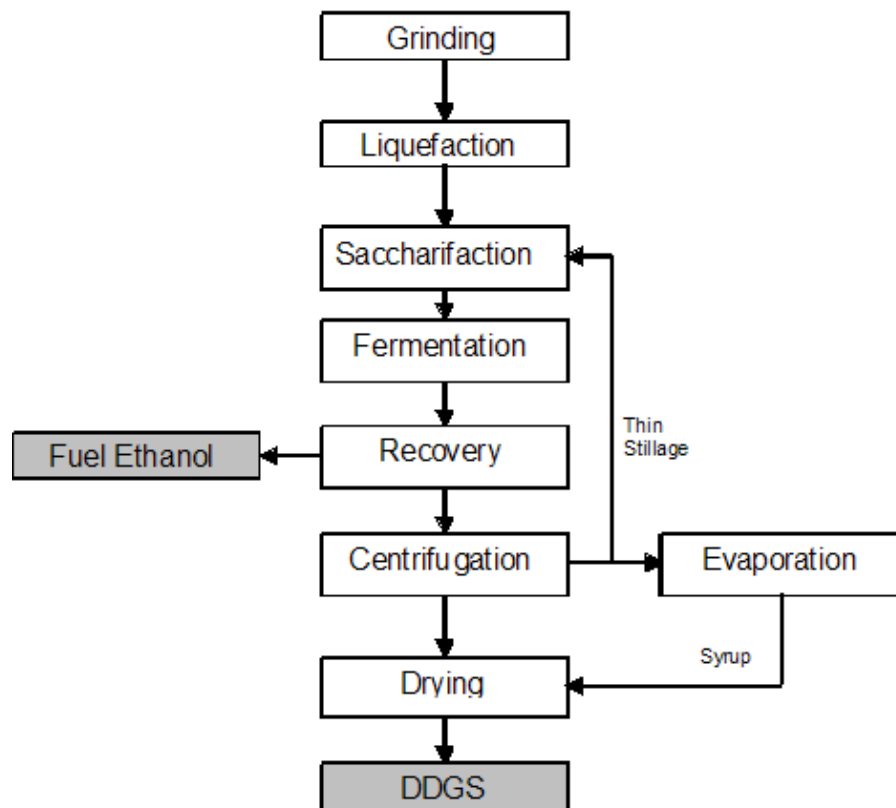 Grinding
Liquefaction
Saccharifaction
Fermentation
Thin
Stillage
Fuel Ethanol
Recovery
Centrifugation
Evaporation
Syrup
Drying
DDGS